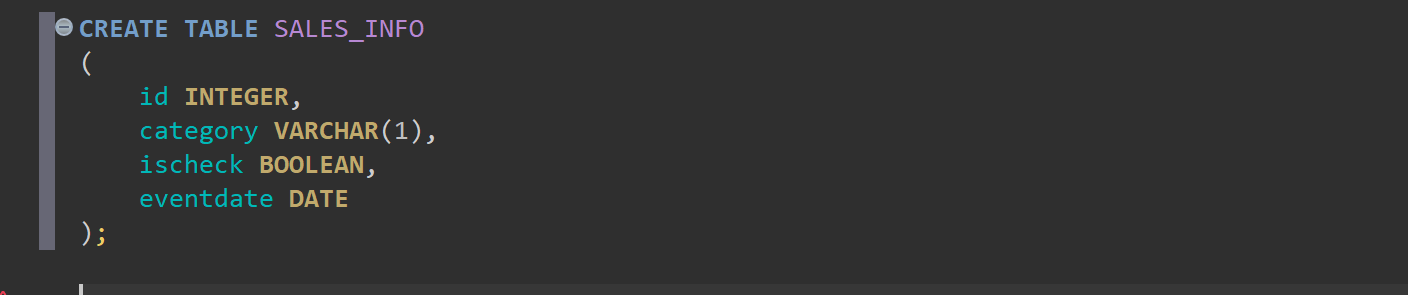 CREATE TABLE SALES_INFO
(
    id INTEGER,
    category VARCHAR(1),
    ischeck BOOLEAN,
    eventdate DATE
);